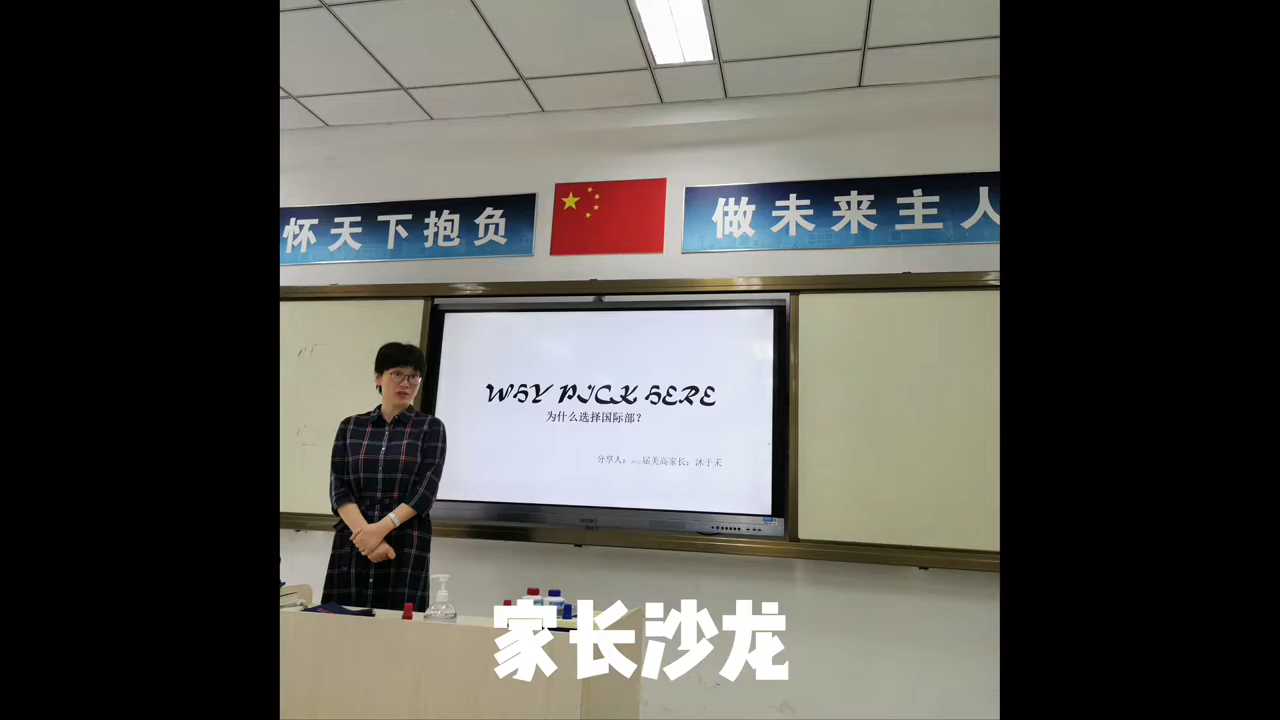 怀天下抱负
做未来主人
WHY PICK HERE
为什么选择国际部？
分享人：届美高家长：沐于禾
家长沙龙